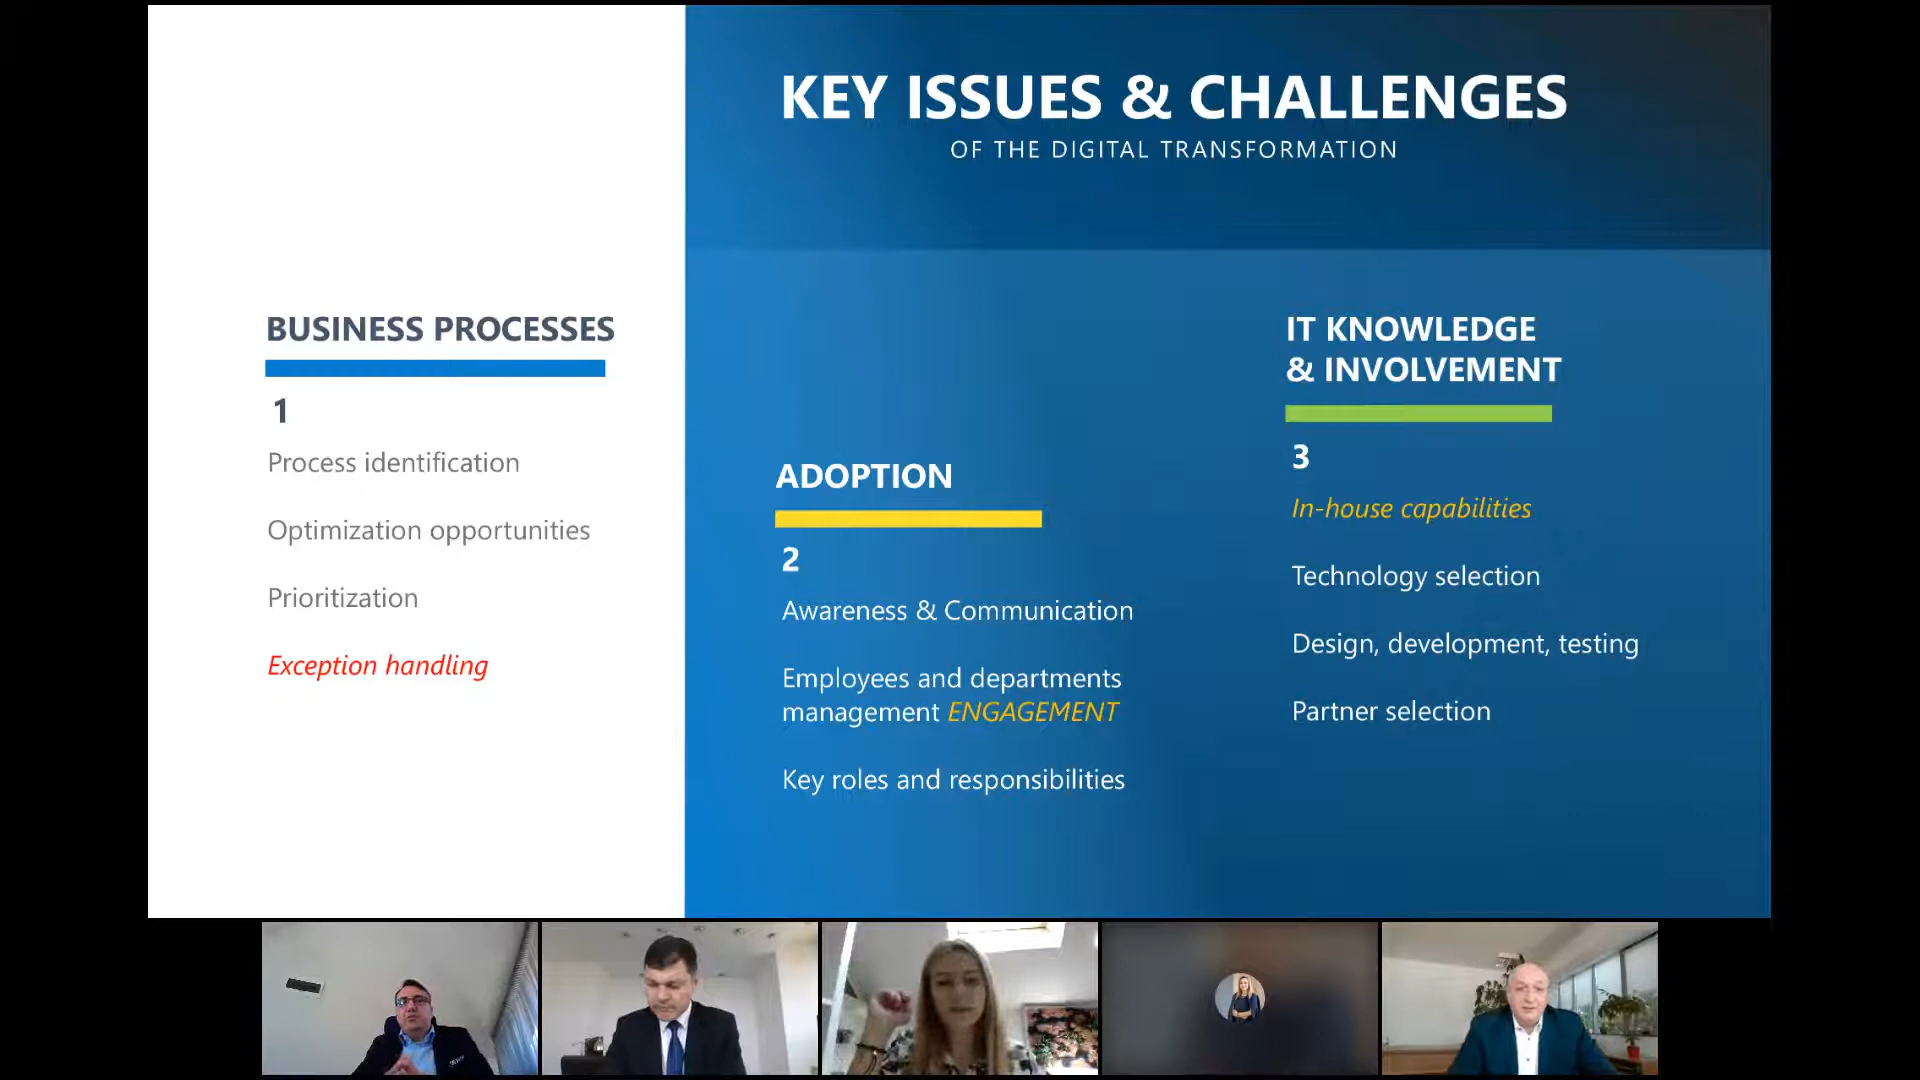 KEY ISSUES & CHALLENGES
OF THE DIGITAL TRANSFORMATION
BUSINESS PROCESSES
1
Process identification
Optimization opportunities
Prioritization
Exception handling
ADOPTION
2
Awareness & Communication
Employees and departments
management ENGAGEMENT
Key roles and responsibilities
IT KNOWLEDGE
& INVOLVEMENT
3
In-house capabilities
Technology selection
Design, development, testing
Partner selection